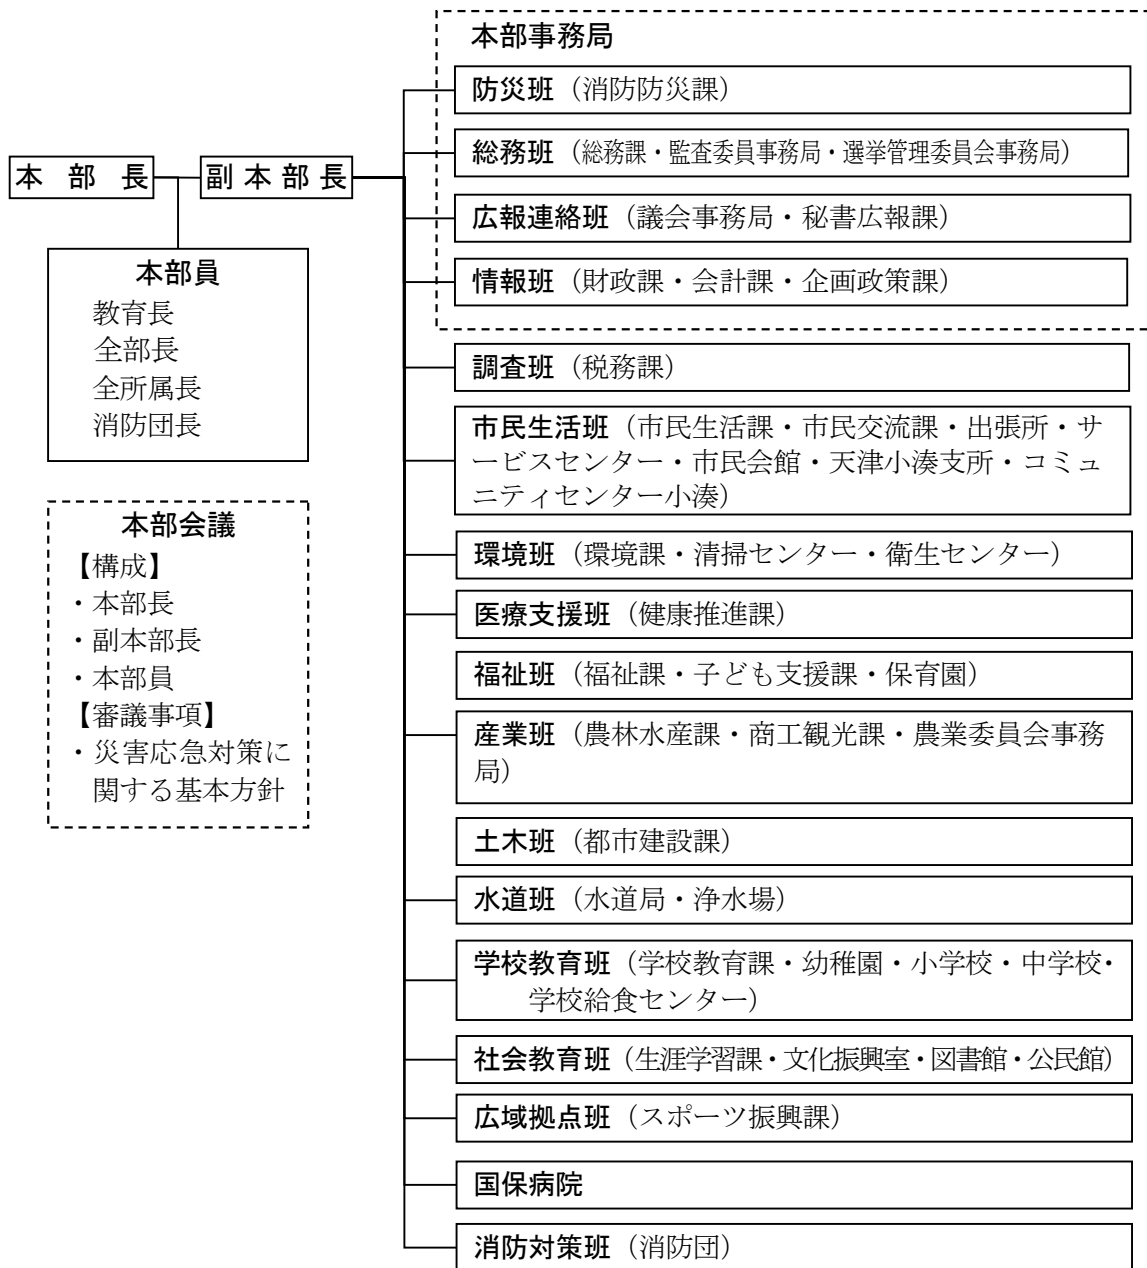 本部事務局
防災班（消防防災課）
総務班（総務課・監査委員事務局・選挙管理委員会事務局）
本部長
副本部長
広報連絡班（議会事務局・秘書広報課）
情報班（財政課・会計課・企画政策課）
本部員
教育長
全部長
全所属長
消防団長
調査班（税務課）
市民生活班（市民生活課・市民交流課・出張所・サ
ービスセンター・市民会館・天津小湊支所・コミュ
ニティセンター小湊）
本部会議
【構成】
・本部長
・副本部長
・本部員
【審議事項】
・災害応急対策に
関する基本方針
環境班（環境課・清掃センター・衛生センター）
医療支援班（健康推進課）
福祉班（福祉課・子ども支援課・保育園）
産業班（農林水産課・商工観光課・農業委員会事務
局）
土木班（都市建設課）
水道班（水道局・浄水場）
学校教育班（学校教育課・幼稚園・小学校・中学校・
学校給食センター）
社会教育班（生涯学習課・文化振興室・図書館・公民館）
広域拠点班（スポーツ振興課）
国保病院
消防対策班（消防団）